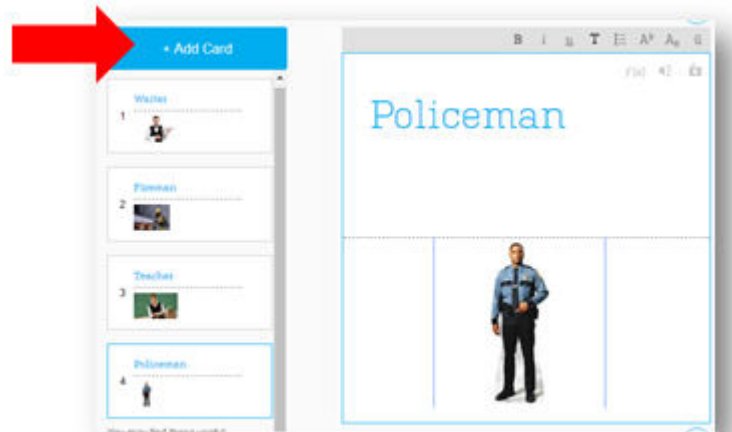 + Add Card
1 Waiter
2 Fireman
3 Teacher
4 Policeman
B i u T A A
f(x)
Policeman